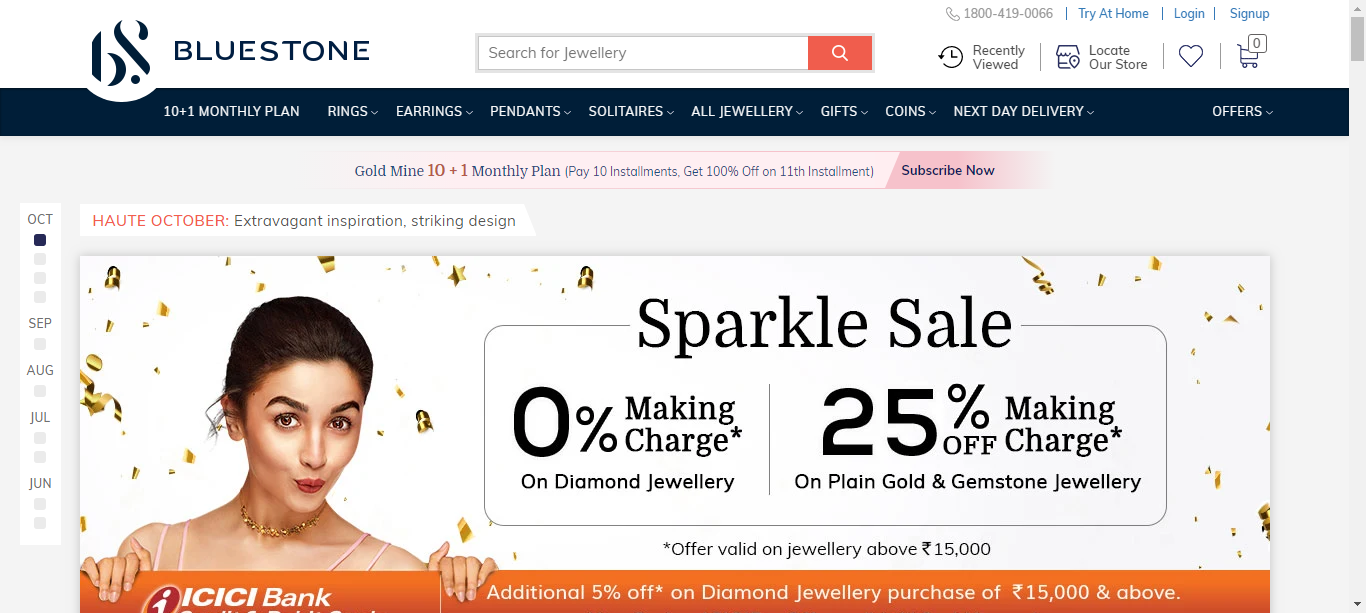 1800-419-0066 Try At Home Login Signup
BLUESTONE
Search for Jewellery
Recently
Viewed
Locate
Our Store
0
10+1 MONTHLY PLAN RINGS EARRINGS PENDANTS SOLITAIRES ALL JEWELLERY GIFTS COINS NEXT DAY DELIVERY OFFERS
Gold Mine 10 + 1 Monthly Plan (Pay 10 Installments, Get 100% Off on 11th Installment) Subscribe Now
HAUTE OCTOBER: Extravagant inspiration, striking design
OCT
SEP
AUG
JUL
JUN
Sparkle Sale
0% Making
Charge*
On Diamond Jewellery
25% OFF Making
Charge*
On Plain Gold & Gemstone Jewellery
*Offer valid on jewellery above ₹15,000
ICICI Bank
Additional 5% off* on Diamond Jewellery purchase of ₹15,000 & above.